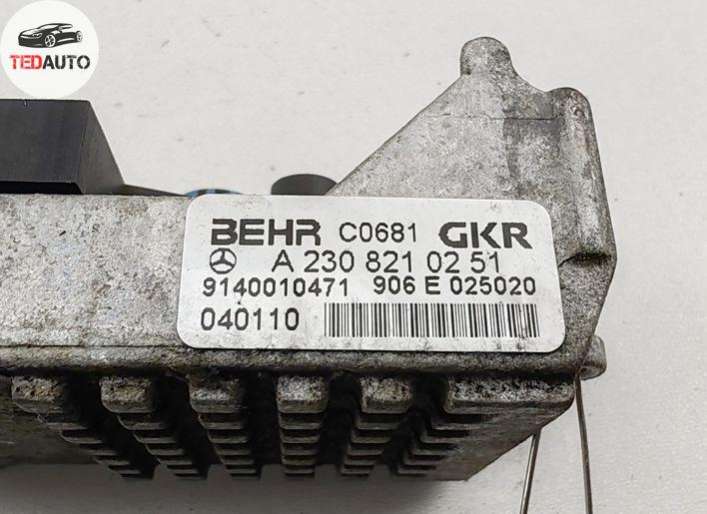 TEDAUTO
BEHR C0681 GKR
A 230 821 02 51
9140010471 906 E 025020
040110